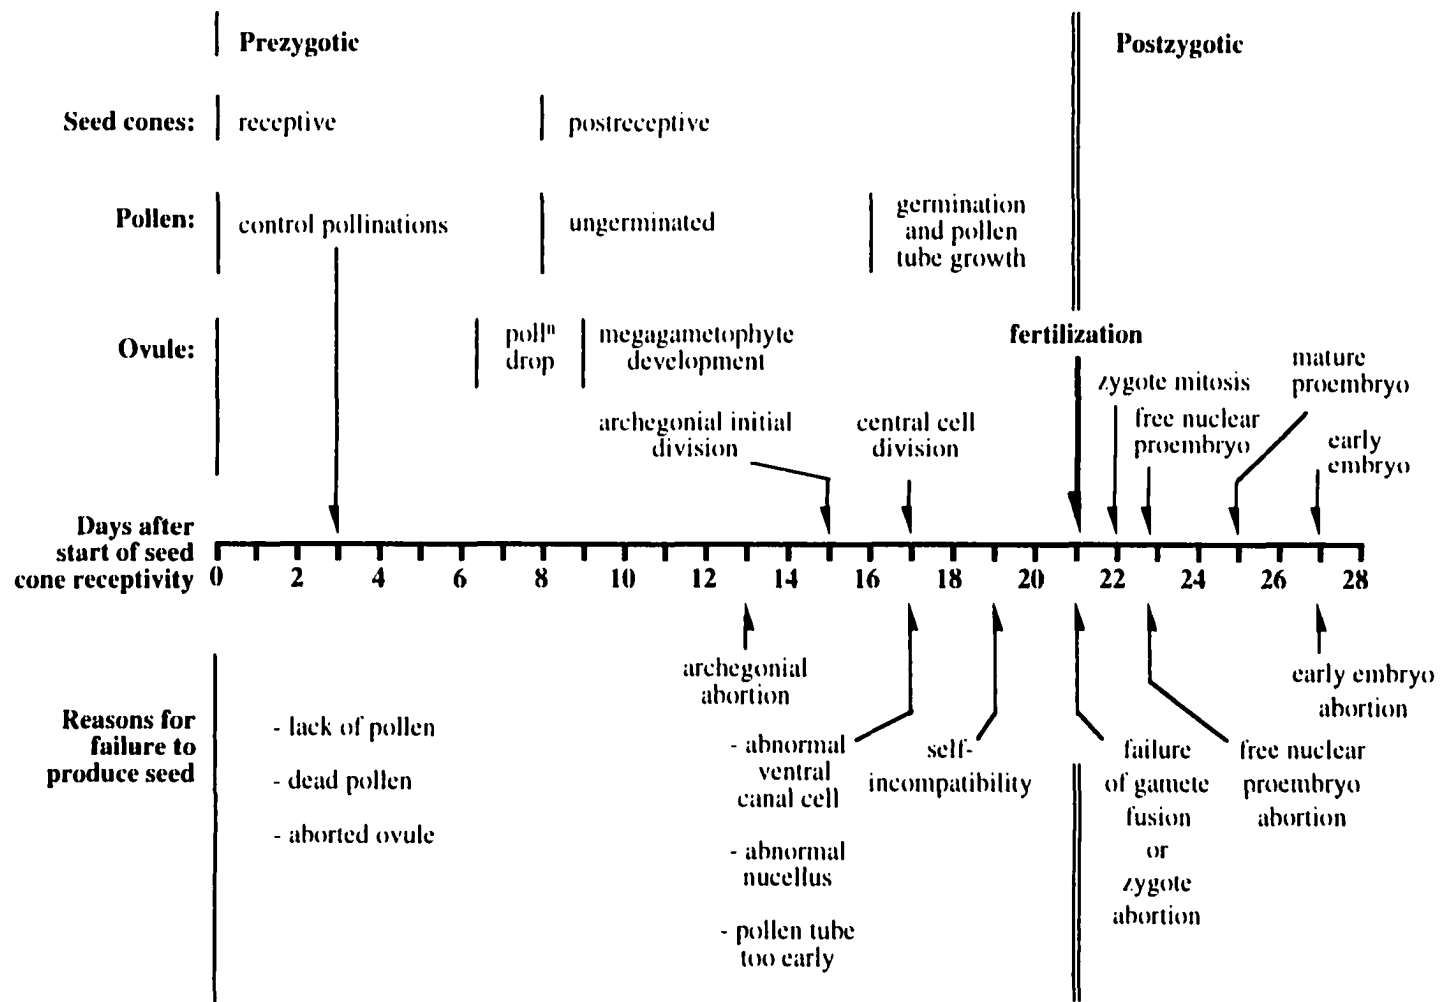 Prezygotic
Postzygotic
Seed cones:
receptive
postreceptive
Pollen:
control pollinations
ungerminated
germination
and pollen
tube growth
Ovule:
pollⁿ
drop
megagametophyte
development
fertilization
archegonial initial
division
central cell
division
zygote mitosis
free nuclear
proembryo
mature
proembryo
early
embryo
Days after
start of seed
cone receptivity
0 2 4 6 8 10 12 14 16 18 20 22 24 26 28
Reasons for
failure to
produce seed
- lack of pollen
- dead pollen
- aborted ovule
archegonial
abortion
- abnormal
ventral
canal cell
- abnormal
nucellus
- pollen tube
too early
self-
incompatibility
failure
of gamete
fusion
or
zygote
abortion
free nuclear
proembryo
abortion
early embryo
abortion